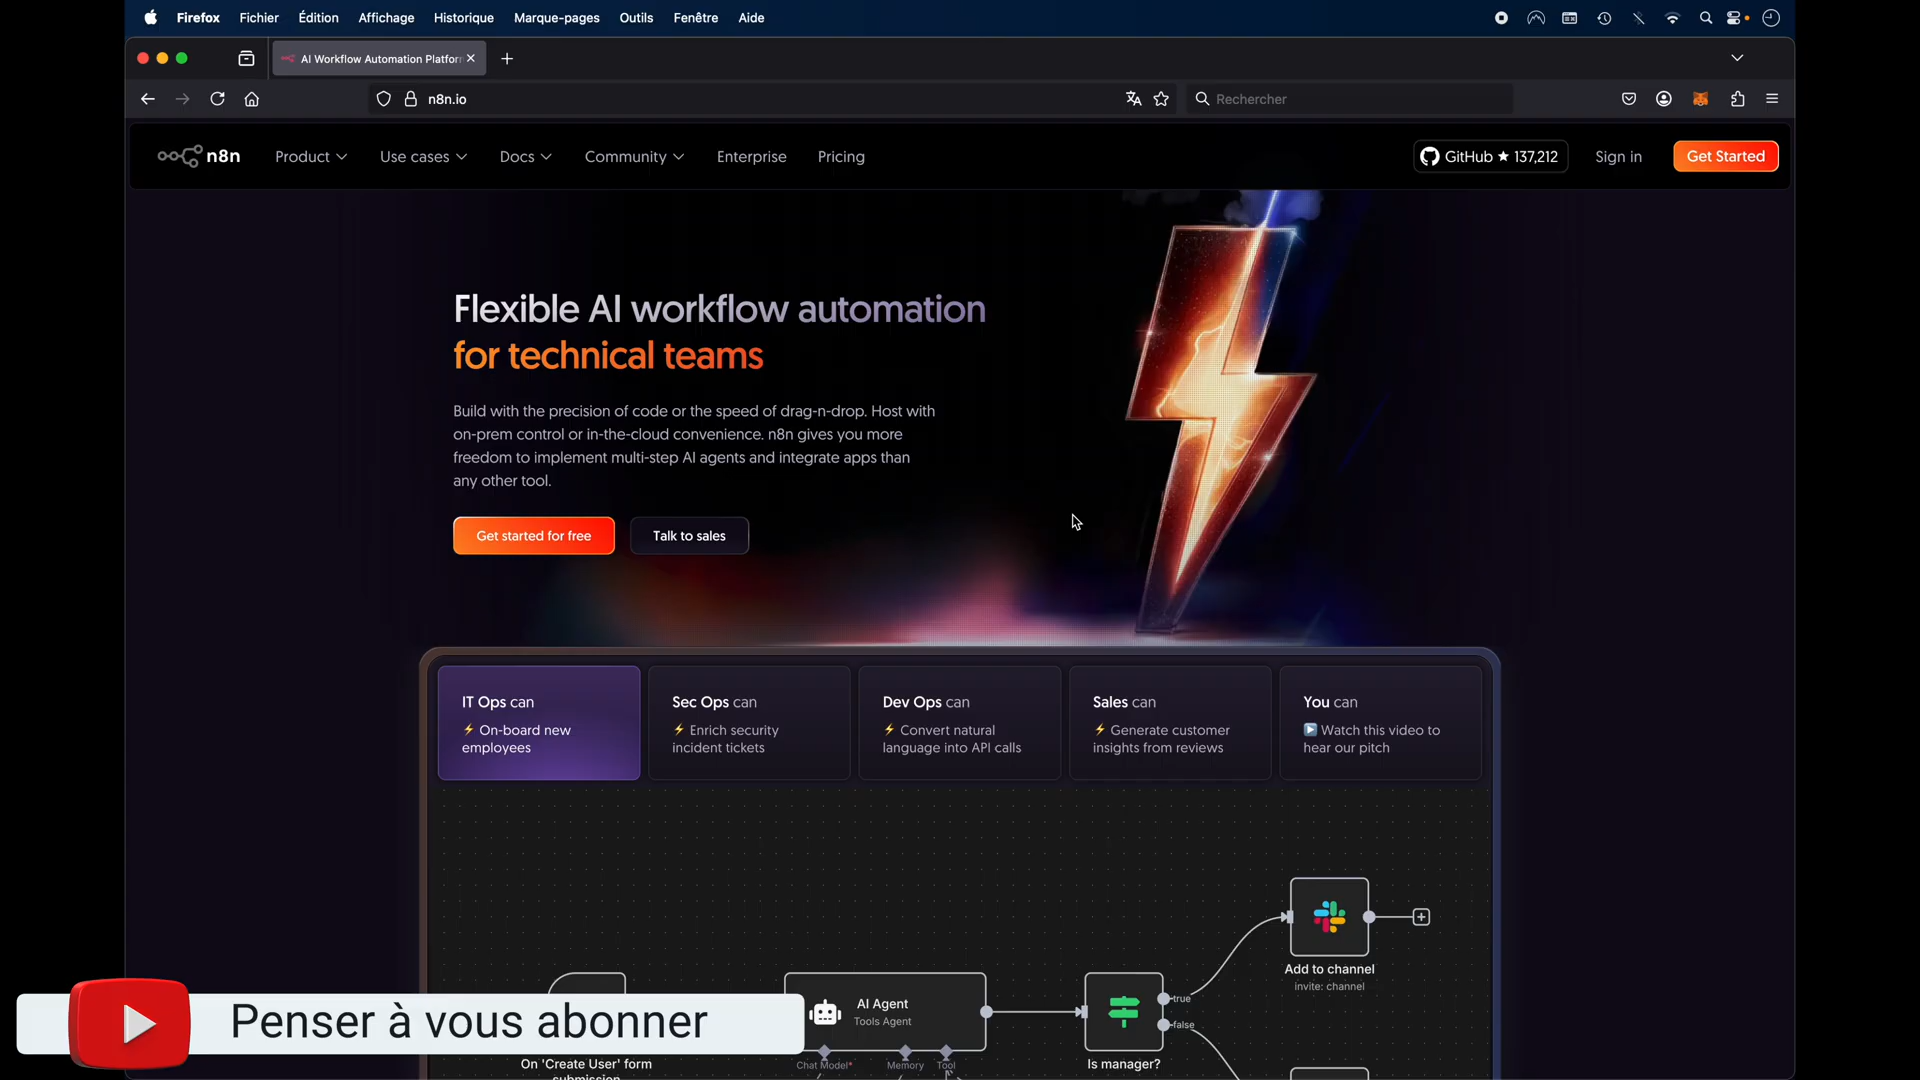 Firefox Fichier Édition Affichage Historique Marque-pages Outils Fenêtre Aide
AI Workflow Automation Platfor
n8n.io
Rechercher
n8n Product Use cases Docs Community Enterprise Pricing GitHub ★ 137,212 Sign in Get Started
Flexible AI workflow automation
for technical teams
Build with the precision of code or the speed of drag-n-drop. Host with
on-prem control or in-the-cloud convenience. n8n gives you more
freedom to implement multi-step AI agents and integrate apps than
any other tool.
Get started for free Talk to sales
IT Ops can
⚡ On-board new
employees
Sec Ops can
⚡ Enrich security
incident tickets
Dev Ops can
⚡ Convert natural
language into API calls
Sales can
⚡ Generate customer
insights from reviews
You can
▶️ Watch this video to
hear our pitch
Add to channel
invite: channel
AI Agent
Tools Agent
true
false
Is manager?
Chat Model*
Memory
Tool
On 'Create User' form
submission
Penser à vous abonner